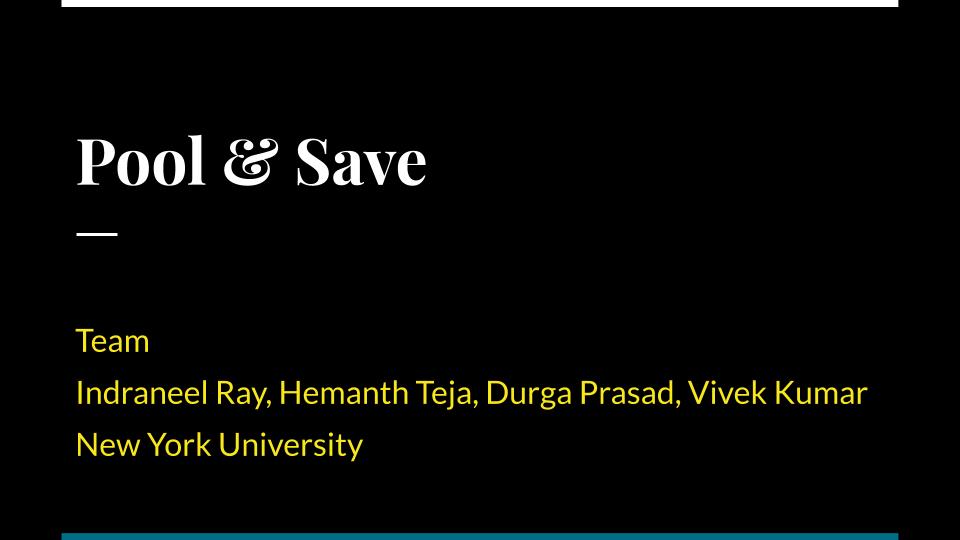 Pool & Save
Team
Indraneel Ray, Hemanth Teja, Durga Prasad, Vivek Kumar
New York University